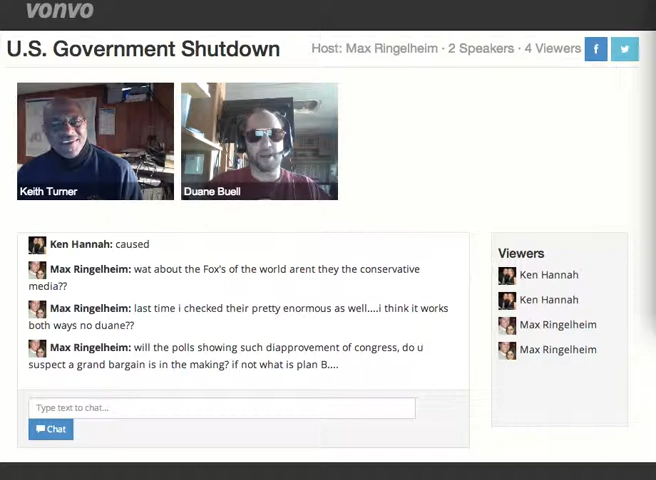 vonvo
U.S. Government Shutdown
Host: Max Ringelheim · 2 Speakers · 4 Viewers
Keith Turner
Duane Buell
Ken Hannah: caused
Max Ringelheim: wat about the Fox's of the world arent they the conservative
media??
Max Ringelheim: last time i checked their pretty enormous as well....i think it works
both ways no duane??
Max Ringelheim: will the polls showing such diapprovement of congress, do u
suspect a grand bargain is in the making? if not what is plan B....
Type text to chat...
Chat
Viewers
Ken Hannah
Ken Hannah
Max Ringelheim
Max Ringelheim